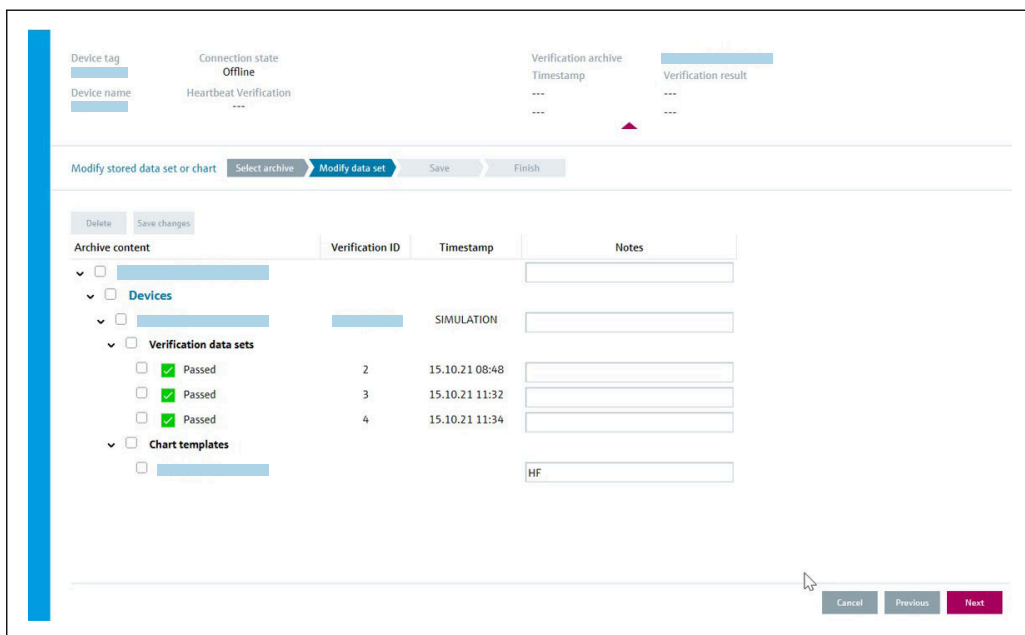 Device tag Connection state Verification archive
Offline Timestamp Verification result
Device name Heartbeat Verification --- ---
--- --- ---
Modify stored data set or chart Select archive Modify data set Save Finish
Delete Save changes
Archive content Verification ID Timestamp Notes
Devices
SIMULATION
Verification data sets
Passed 2 15.10.21 08:48
Passed 3 15.10.21 11:32
Passed 4 15.10.21 11:34
Chart templates
HF
Cancel Previous Next